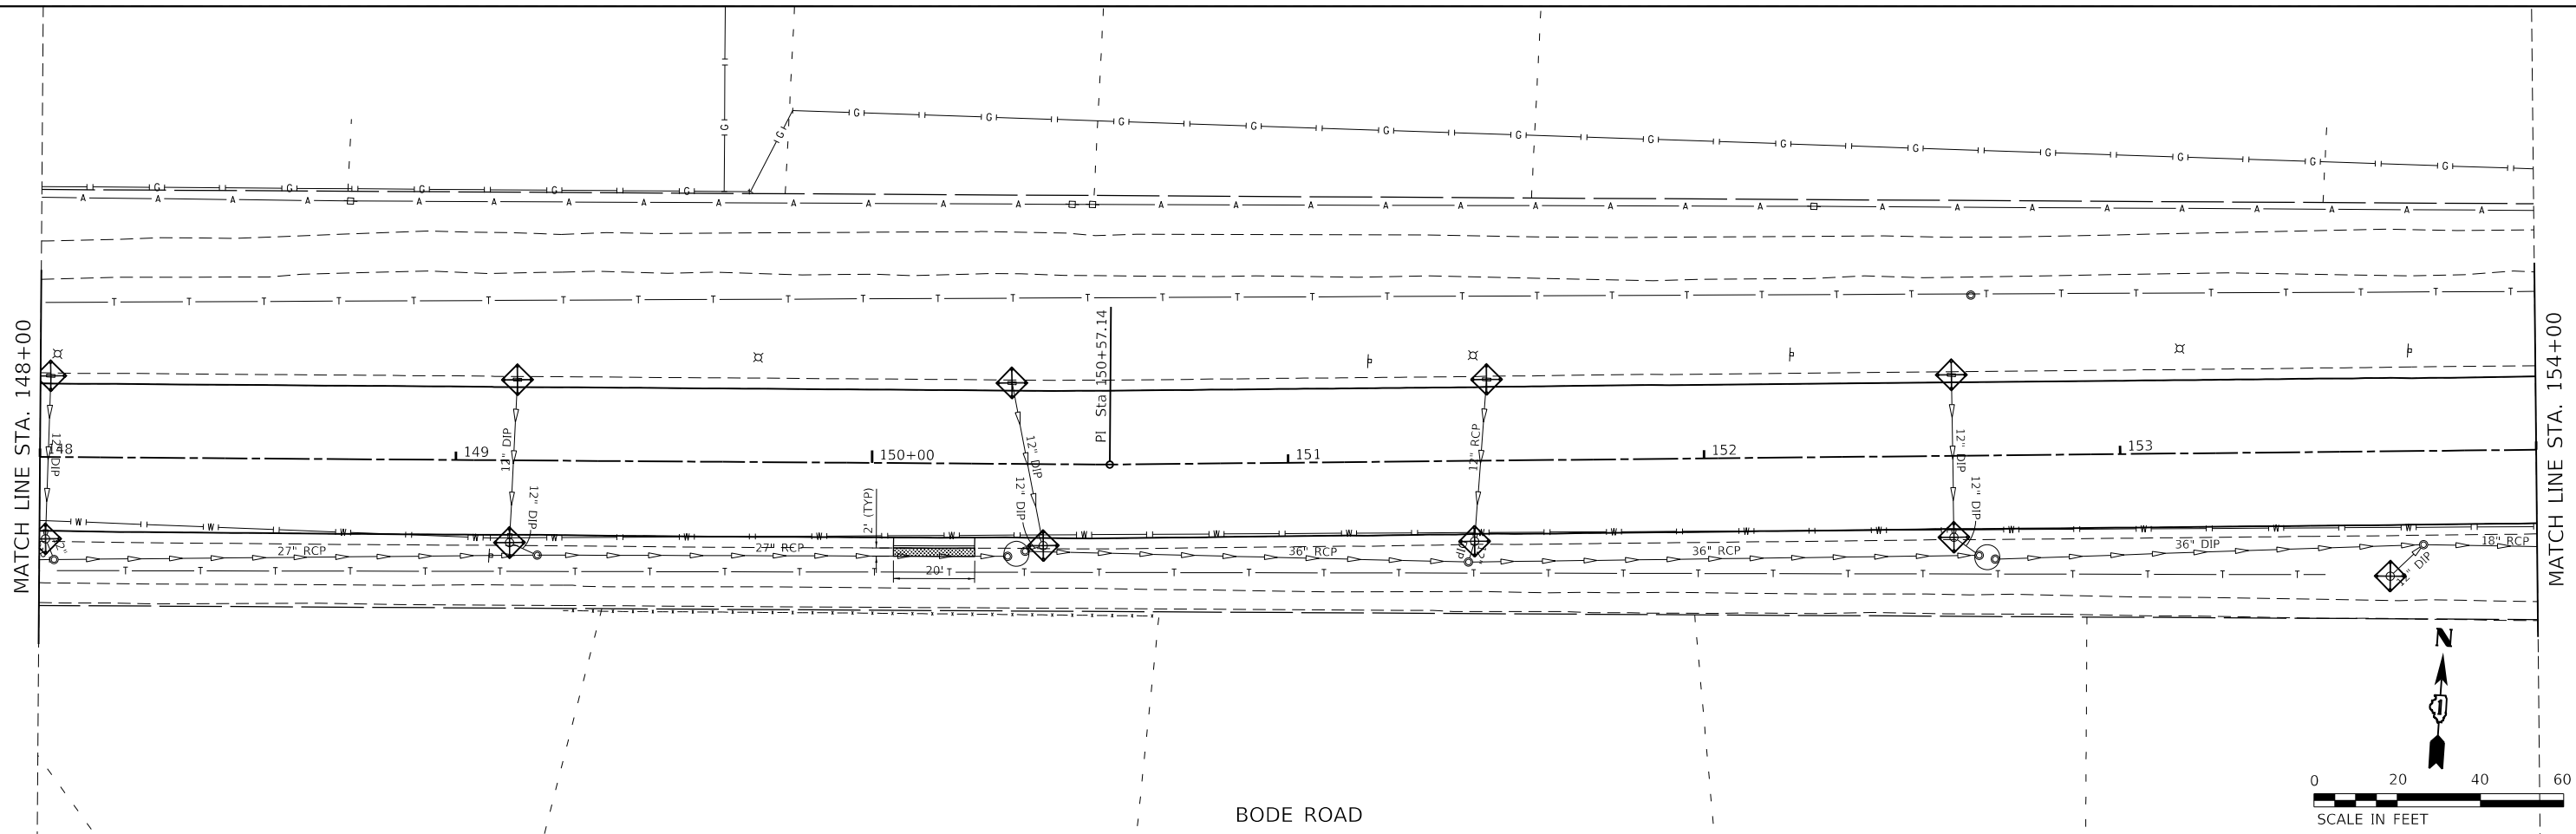 G G G G G G G G G G G G G G
G G G G G
A A A A A A A A A A A A A A A A A A A A A A A A A A A A A A
T T T T T T T T T T T T T T T T T T T T T T T T T T T T T T T T T
MATCH LINE STA. 148+00
PI Sta 150+57.14
MATCH LINE STA. 154+00
12" DIP
12" DIP
12" DIP
12" RCP
12" DIP
148
149
150+00
151
152
153
12" DIP
2' (TYP)
12" DIP
12" DIP
W W W W W W W W W W W W W W W W W W
27" RCP
27" RCP
36" RCP
36" RCP
36" DIP
18" RCP
20'
12" DIP
T T T T T T T T T T T T T T T T T T T T T T T T T T T T T
N
1
0 20 40 60
SCALE IN FEET
BODE ROAD